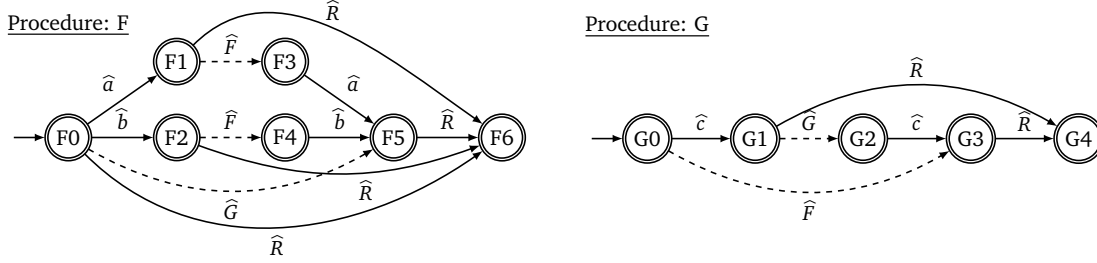 Procedure: F
R̂
F1
F̂
F3
â
â
F0
b̂
F2
F̂
F4
b̂
F5
R̂
F6
R̂
Ĝ
R̂
Procedure: G
R̂
G0
ĉ
G1
Ĝ
G2
ĉ
G3
R̂
G4
F̂